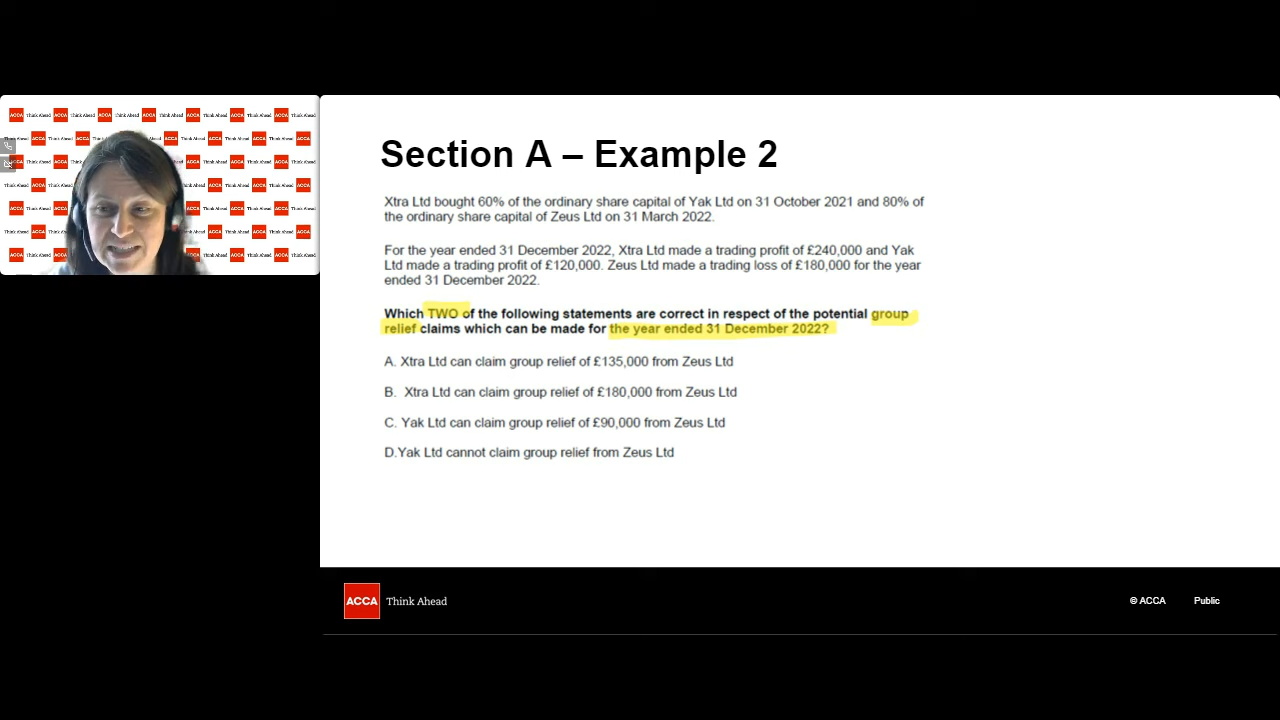 Section A – Example 2
Xtra Ltd bought 60% of the ordinary share capital of Yak Ltd on 31 October 2021 and 80% of
the ordinary share capital of Zeus Ltd on 31 March 2022.
For the year ended 31 December 2022, Xtra Ltd made a trading profit of £240,000 and Yak
Ltd made a trading profit of £120,000. Zeus Ltd made a trading loss of £180,000 for the year
ended 31 December 2022.
Which TWO of the following statements are correct in respect of the potential group
relief claims which can be made for the year ended 31 December 2022?
A. Xtra Ltd can claim group relief of £135,000 from Zeus Ltd
B. Xtra Ltd can claim group relief of £180,000 from Zeus Ltd
C. Yak Ltd can claim group relief of £90,000 from Zeus Ltd
D.Yak Ltd cannot claim group relief from Zeus Ltd
ACCA Think Ahead
© ACCA Public